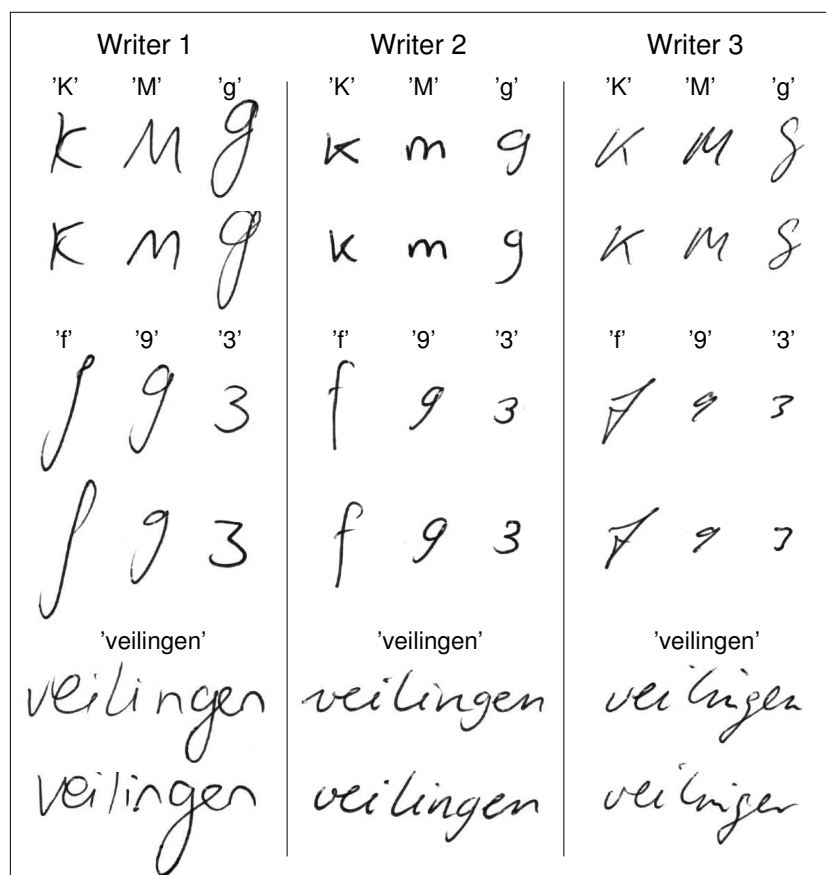 Writer 1 Writer 2 Writer 3
'K' 'M' 'g' 'K' 'M' 'g' 'K' 'M' 'g'
K M g K m g K M g
K M g K m g K M g
'f' '9' '3' 'f' '9' '3' 'f' '9' '3'
f 9 3 f 9 3 f 9 3
f 9 3 f 9 3 f 9 3
'veilingen' 'veilingen' 'veilingen'
veilingen veilingen veilingen
veilingen veilingen veilingen